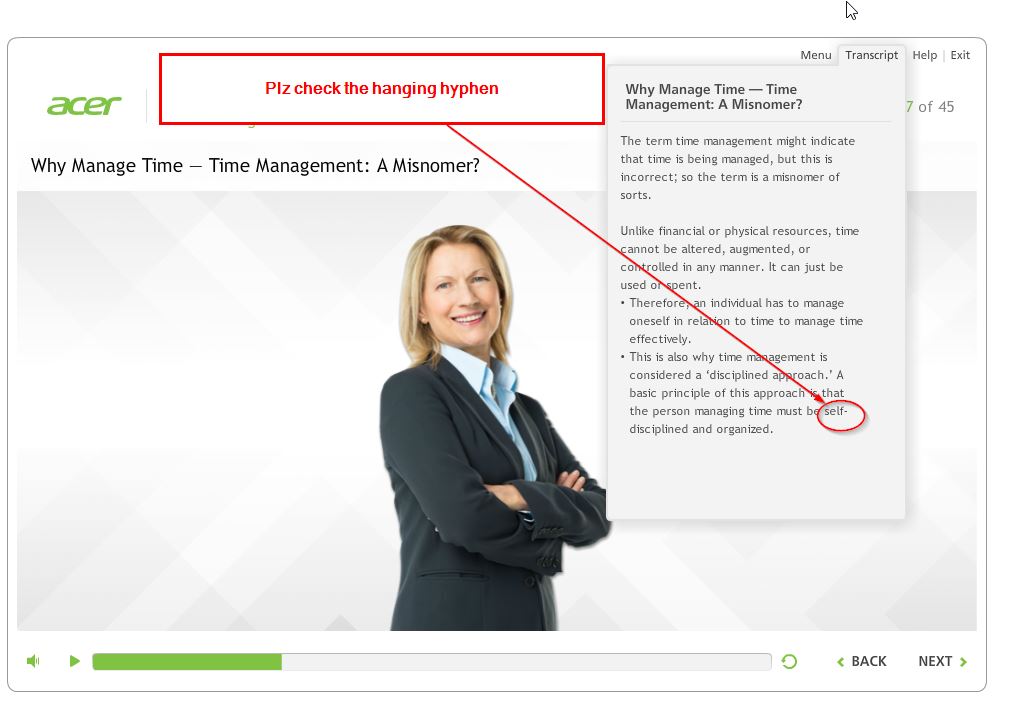 Menu Transcript Help | Exit
Plz check the hanging hyphen
acer
Why Manage Time — Time
Management: A Misnomer?
7 of 45
Why Manage Time — Time Management: A Misnomer?
The term time management might indicate
that time is being managed, but this is
incorrect; so the term is a misnomer of
sorts.
Unlike financial or physical resources, time
cannot be altered, augmented, or
controlled in any manner. It can just be
used or spent.
• Therefore, an individual has to manage
oneself in relation to time to manage time
effectively.
• This is also why time management is
considered a ‘disciplined approach.’ A
basic principle of this approach is that
the person managing time must be self-
disciplined and organized.
BACK NEXT